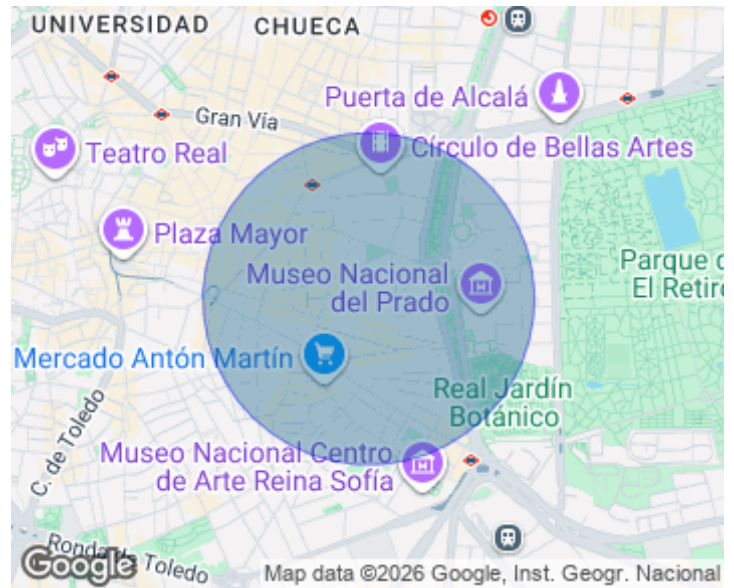 UNIVERSIDAD
CHUECA
Puerta de Alcalá
Gran Vía
Círculo de Bellas Artes
Teatro Real
Plaza Mayor
Museo Nacional
del Prado
Parque d
El Retiro
Mercado Antón Martín
Real Jardín
Botánico
C. de Toledo
Museo Nacional Centro
de Arte Reina Sofía
Ronda de Toledo
Google
Map data ©2026 Google, Inst. Geogr. Nacional